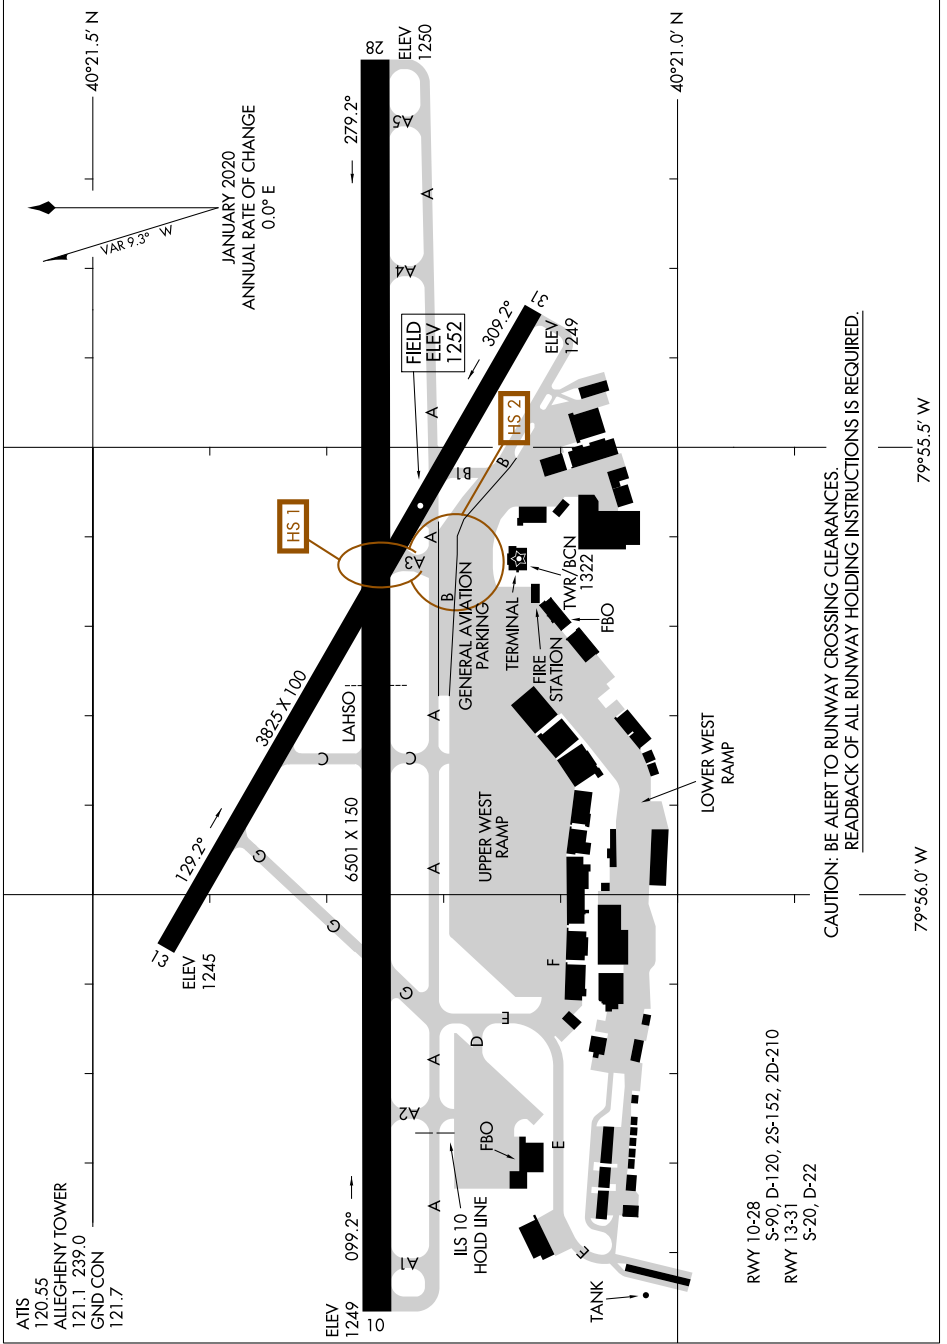 ATIS
120.55
ALLEGHENY TOWER
121.1 239.0
GND CON
121.7
40°21.5' N
VAR 9.3° W
JANUARY 2020
ANNUAL RATE OF CHANGE
0.0° E
13
ELEV
1245
129.2°
3825 X 100
G
G
G
C
C
HS 1
ELEV
1249
10
099.2°
6501 X 150
LAHSO
279.2°
28
ELEV
1250
A1
A2
A3
A4
A5
A
A
A
A
A
A
A
FIELD
ELEV
1252
309.2°
31
ELEV
1249
HS 2
B
B
B1
ILS 10
HOLD LINE
FBO
D
E
E
E
F
UPPER WEST
RAMP
GENERAL AVIATION
PARKING
TERMINAL
FIRE
STATION
TWR/BCN
1322
FBO
LOWER WEST
RAMP
TANK
40°21.0' N
RWY 10-28
S-90, D-120, 2S-152, 2D-210
RWY 13-31
S-20, D-22
CAUTION: BE ALERT TO RUNWAY CROSSING CLEARANCES.
READBACK OF ALL RUNWAY HOLDING INSTRUCTIONS IS REQUIRED.
79°56.0' W
79°55.5' W